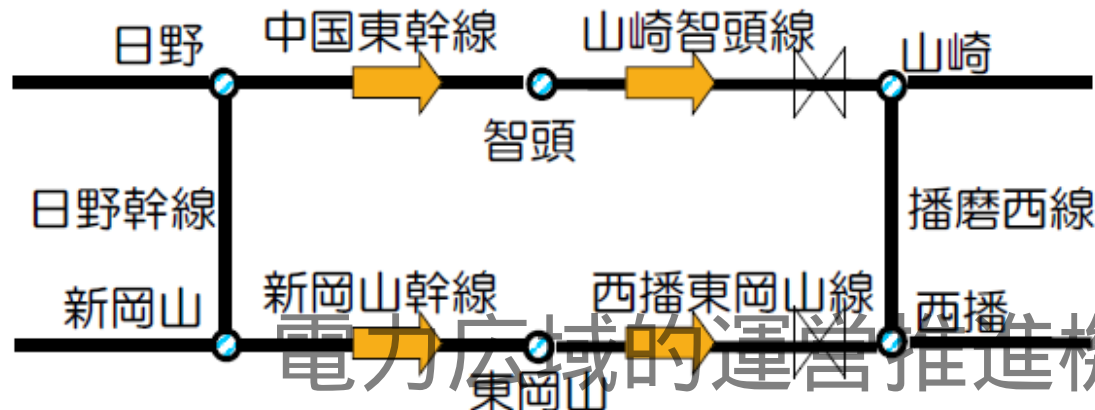 日野
中国東幹線
山崎智頭線
山崎
智頭
日野幹線
播磨西線
新岡山
新岡山幹線
西播東岡山線
西播
東岡山
電力広域的運営推進機